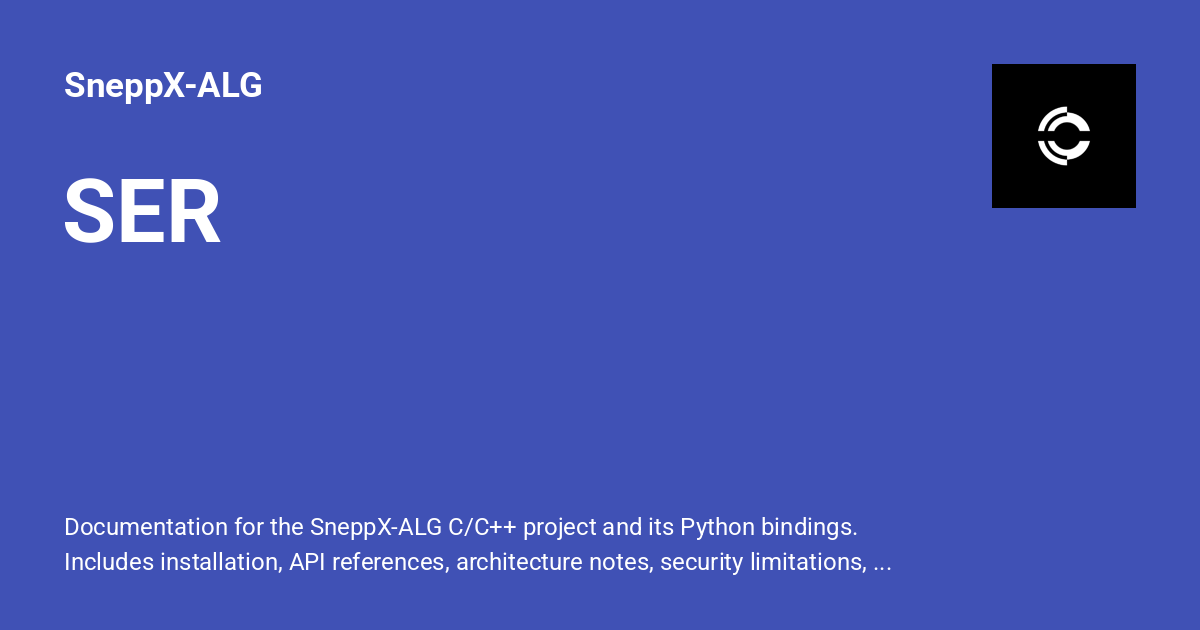 SneppX-ALG
SER
Documentation for the SneppX-ALG C/C++ project and its Python bindings.
Includes installation, API references, architecture notes, security limitations, ...